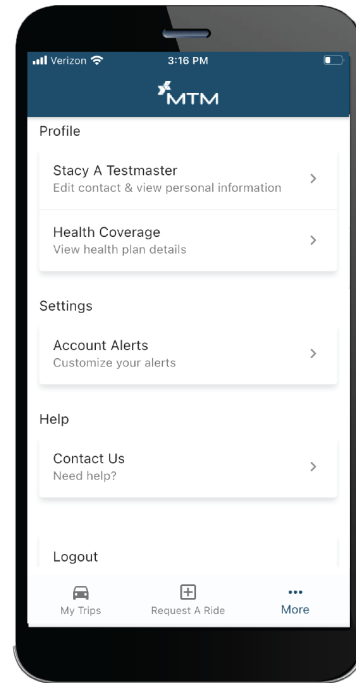 Verizon 3:16 PM
MTM
Profile
Stacy A Testmaster
Edit contact & view personal information
Health Coverage
View health plan details
Settings
Account Alerts
Customize your alerts
Help
Contact Us
Need help?
Logout
My Trips Request A Ride More